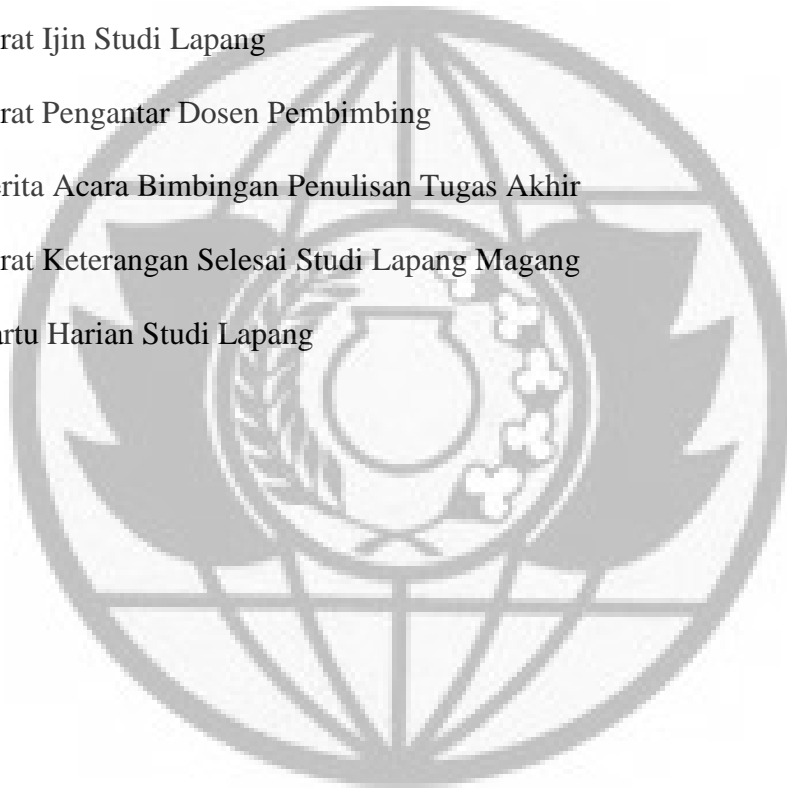 rat Ijin Studi Lapang
rat Pengantar Dosen Pembimbing
erita Acara Bimbingan Penulisan Tugas Akhir
rat Keterangan Selesai Studi Lapang Magang
artu Harian Studi Lapang